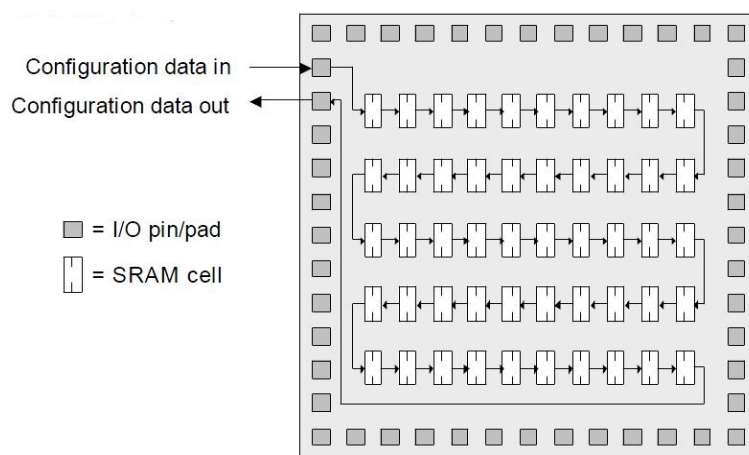 Configuration data in
Configuration data out
= I/O pin/pad
= SRAM cell